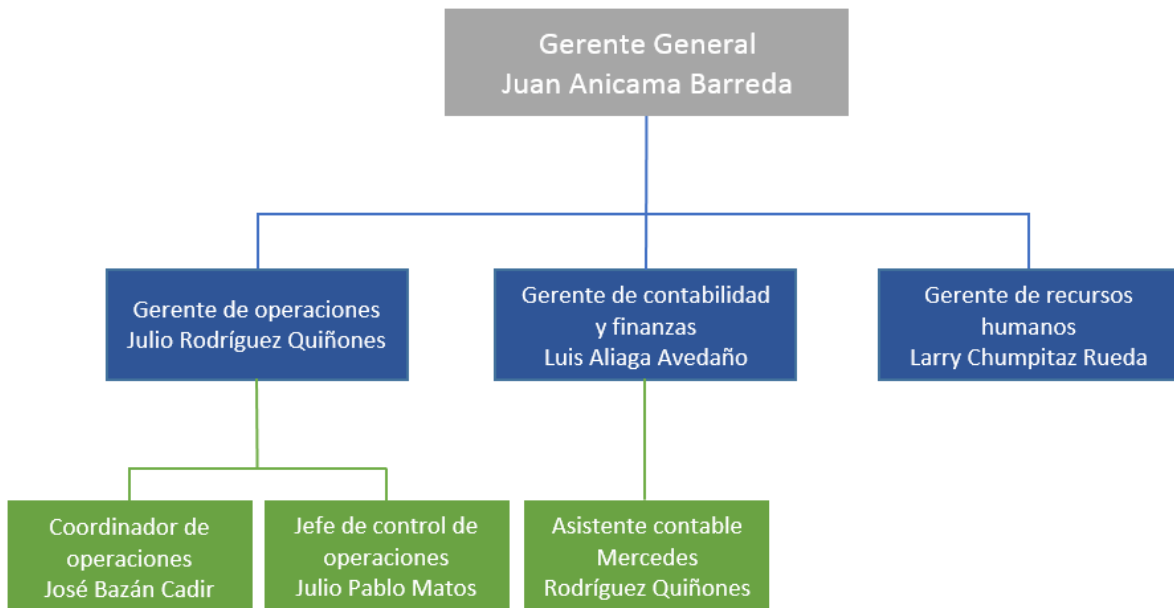 Gerente General
Juan Anicama Barreda
Gerente de operaciones
Julio Rodríguez Quiñones
Gerente de contabilidad
y finanzas
Luis Aliaga Avedaño
Gerente de recursos
humanos
Larry Chumpitaz Rueda
Coordinador de
operaciones
José Bazán Cadir
Jefe de control de
operaciones
Julio Pablo Matos
Asistente contable
Mercedes
Rodríguez Quiñones